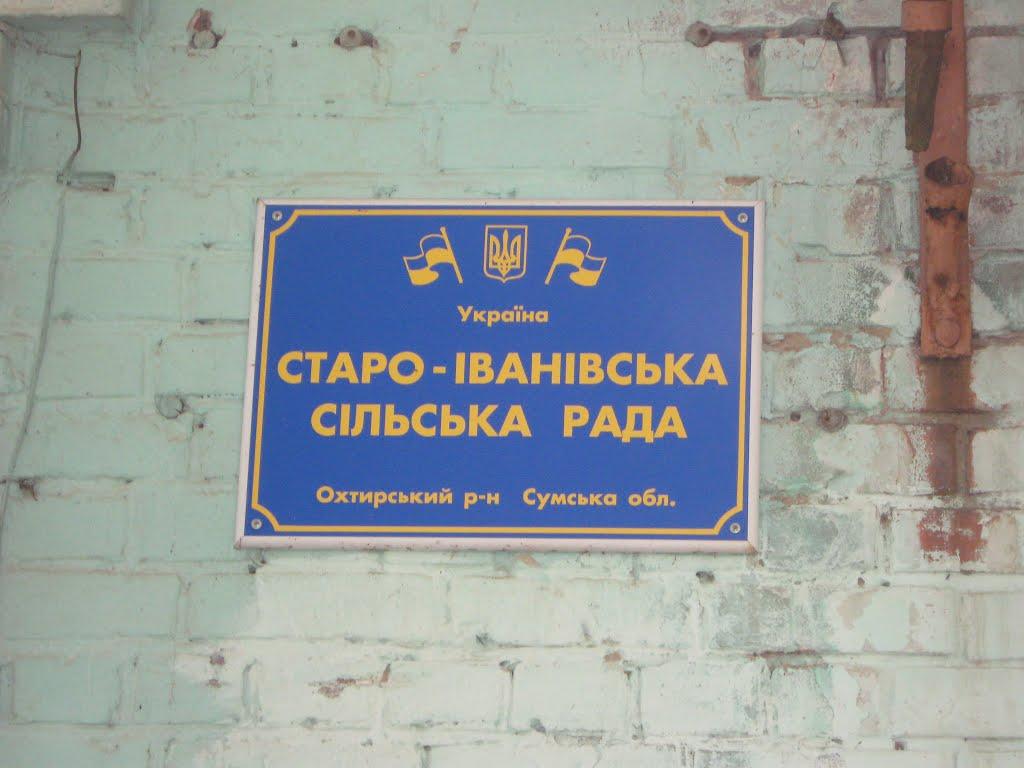 Україна
СТАРО-ІВАНІВСЬКА
СІЛЬСЬКА РАДА
Охтирський р-н Сумська обл.